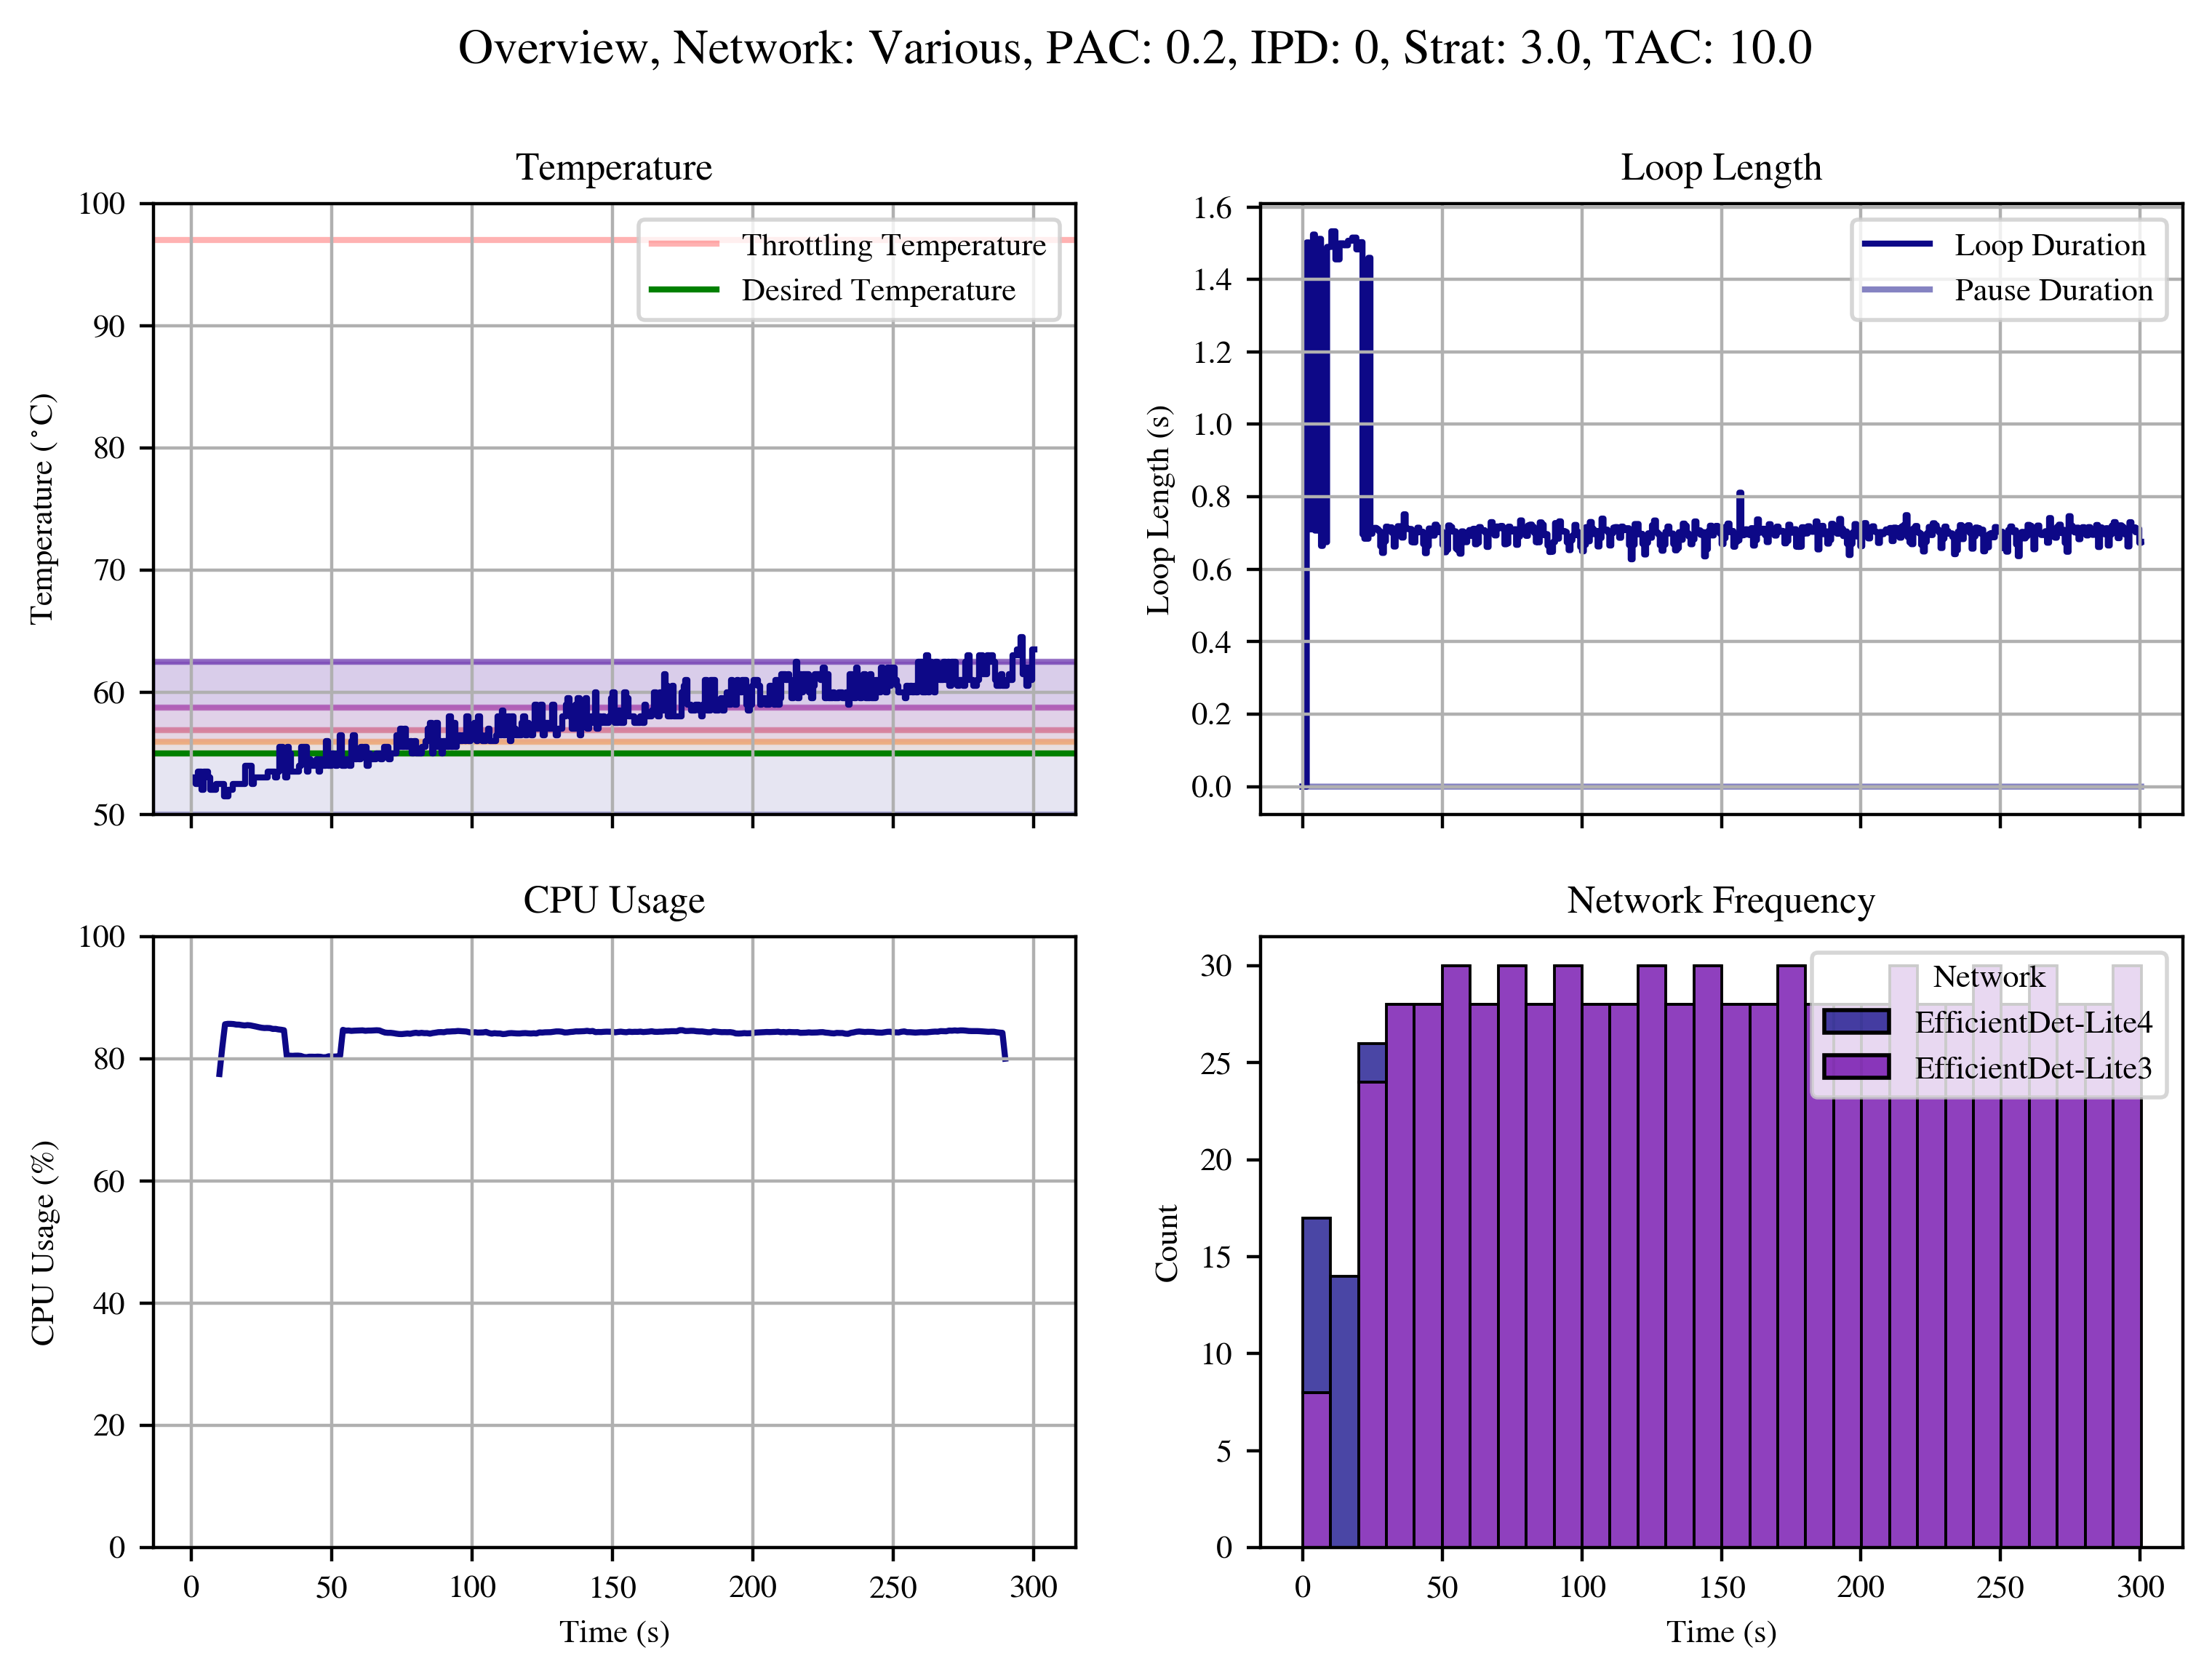 Overview, Network: Various, PAC: 0.2, IPD: 0, Strat: 3.0, TAC: 10.0
Temperature
Temperature (°C)
100
90
80
70
60
50
Throttling Temperature
Desired Temperature
Loop Length
Loop Length (s)
1.6
1.4
1.2
1.0
0.8
0.6
0.4
0.2
0.0
Loop Duration
Pause Duration
CPU Usage
CPU Usage (%)
100
80
60
40
20
0
0 50 100 150 200 250 300
Time (s)
Network Frequency
Count
30
25
20
15
10
5
0
Network
EfficientDet-Lite4
EfficientDet-Lite3
0 50 100 150 200 250 300
Time (s)